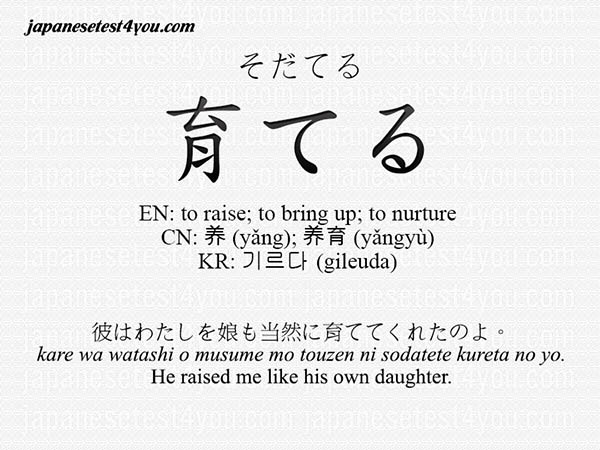 japanesetest4you.com
そだてる
育てる
EN: to raise; to bring up; to nurture
CN: 养 (yǎng); 养育 (yǎngyù)
KR: 기르다 (gileuda)
彼はわたしを娘も当然に育ててくれたのよ。
kare wa watashi o musume mo touzen ni sodatete kureta no yo.
He raised me like his own daughter.